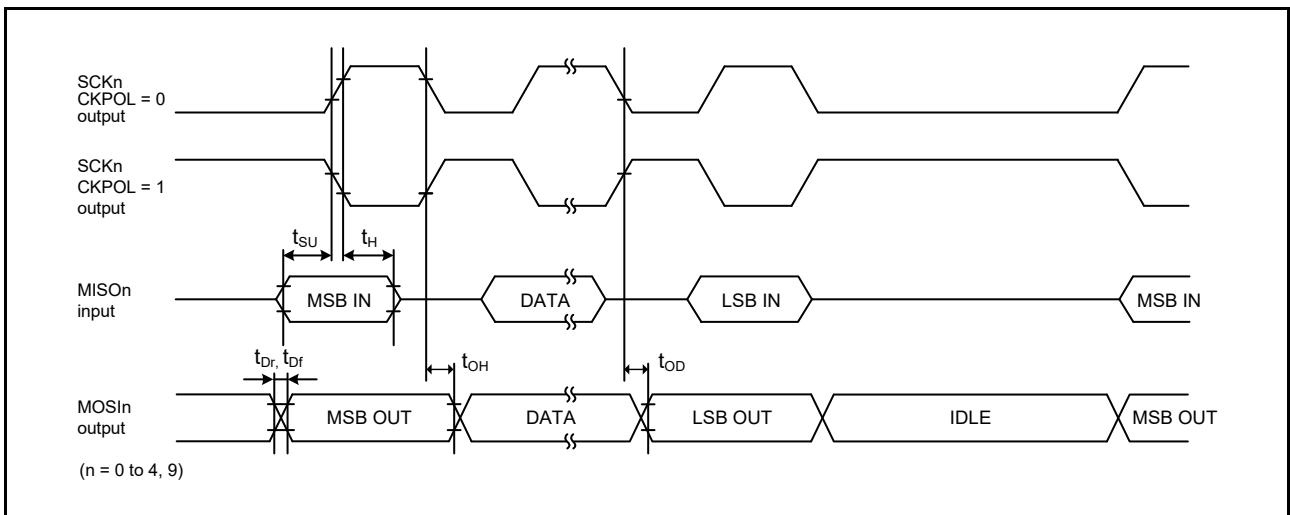 SCKn
CKPOL = 0
output
SCKn
CKPOL = 1
output
tSU
tH
MISOn
input
MSB IN
DATA
LSB IN
MSB IN
tDr, tDf
tOH
tOD
MOSIn
output
MSB OUT
DATA
LSB OUT
IDLE
MSB OUT
(n = 0 to 4, 9)